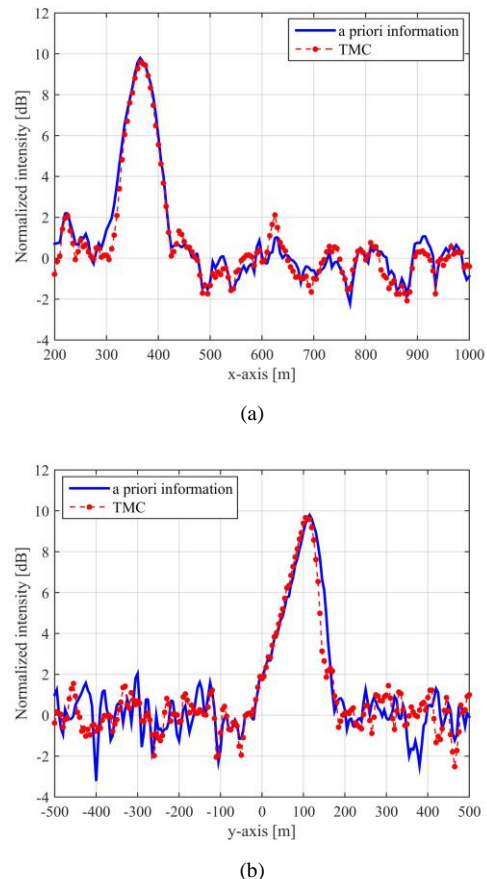 12
10
8
6
4
2
0
-2
-4
Normalized intensity [dB]
a priori information
TMC
200 300 400 500 600 700 800 900 1000
x-axis [m]
(a)
12
10
8
6
4
2
0
-2
-4
Normalized intensity [dB]
a priori information
TMC
-500 -400 -300 -200 -100 0 100 200 300 400 500
y-axis [m]
(b)